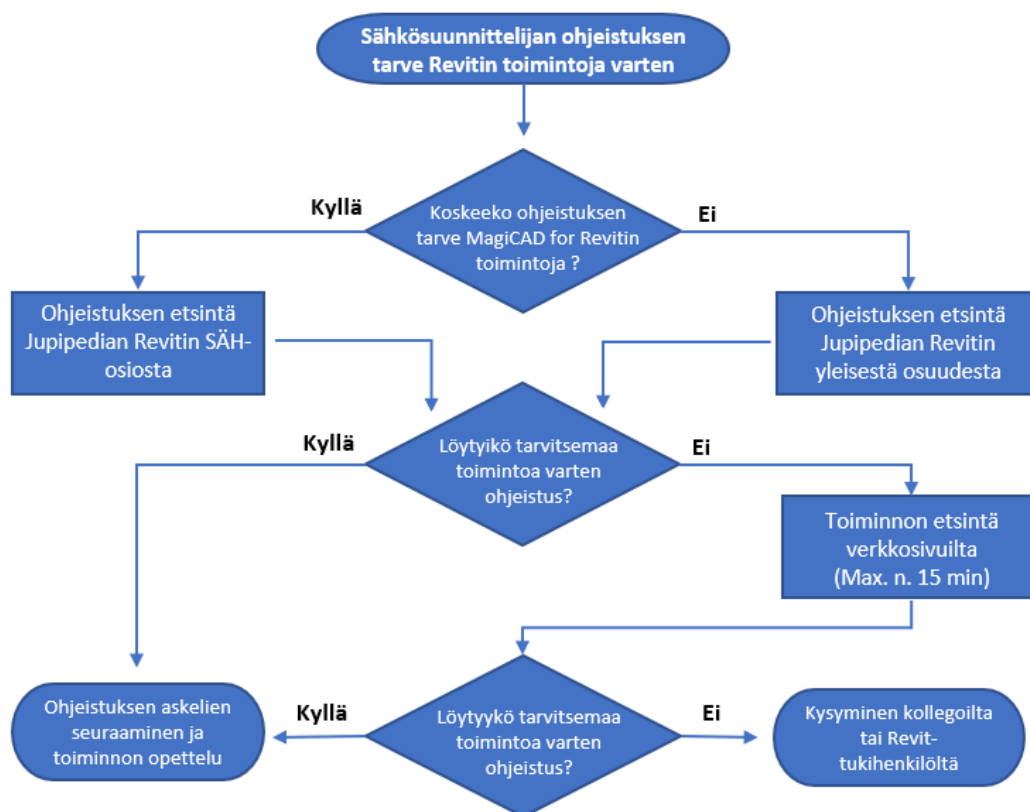 Sähkösuunnittelijan ohjeistuksen
tarve Revitin toimintoja varten
Kyllä
Koskeeko ohjeistuksen
tarve MagiCAD for Revitin
toimintoja ?
Ei
Ohjeistuksen etsintä
Jupipedian Revitin SÄH-
osiosta
Ohjeistuksen etsintä
Jupipedian Revitin
yleisestä osuudesta
Kyllä
Löytyikö tarvitsemaa
toimintoa varten
ohjeistus?
Ei
Toiminnon etsintä
verkkosivuilta
(Max. n. 15 min)
Ohjeistuksen askelien
seuraaminen ja
toiminnon opettelu
Kyllä
Löytyykö tarvitsemaa
toimintoa varten
ohjeistus?
Ei
Kysyminen kollegoilta
tai Revit-
tukihenkilöltä